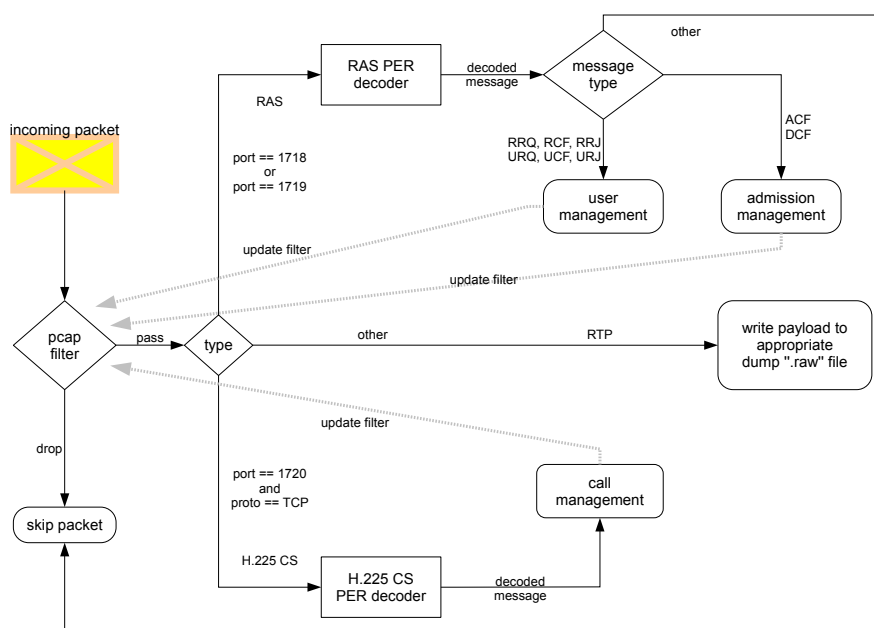 other
RAS PER
decoder
decoded
message
message
type
RAS
incoming packet
ACF
DCF
RRQ, RCF, RRJ
URQ, UCF, URJ
port == 1718
or
port == 1719
user
management
admission
management
update filter
update filter
pcap
filter
pass
type
other
RTP
write payload to
appropriate
dump ".raw" file
update filter
drop
port == 1720
and
proto == TCP
call
management
skip packet
H.225 CS
H.225 CS
PER decoder
decoded
message